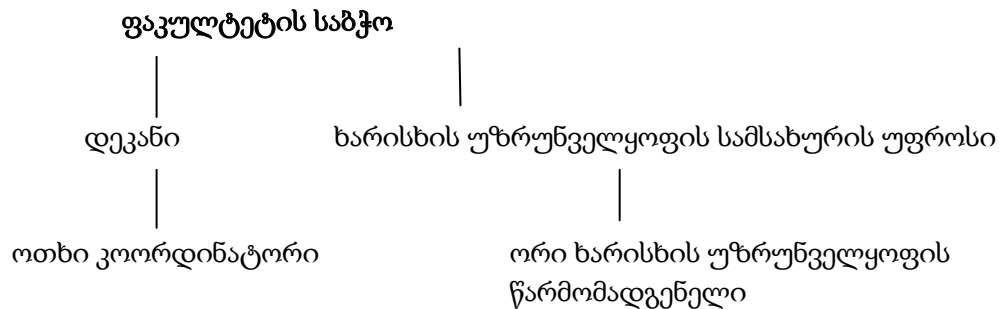 ფაკულტეტის საბჭო
დეკანი
ხარისხის უზრუნველყოფის სამსახურის უფროსი
ოთხი კოორდინატორი
ორი ხარისხის უზრუნველყოფის
წარმომადგენელი